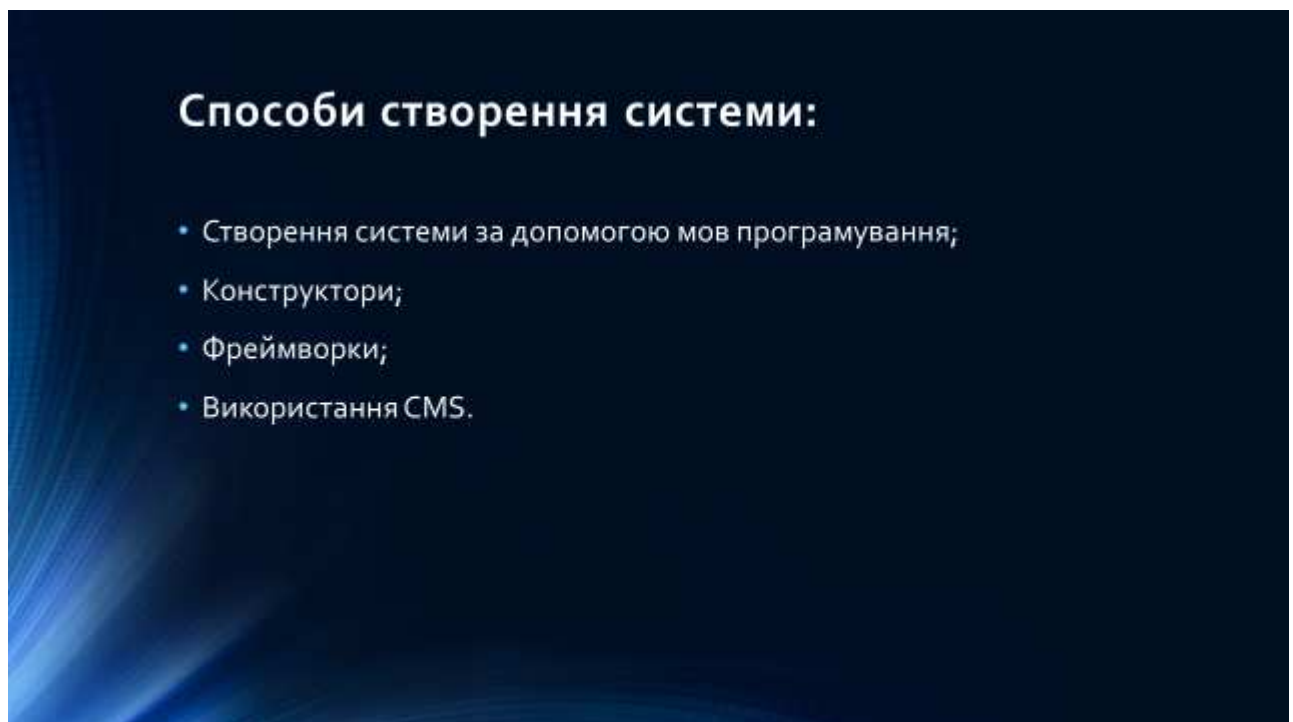 Способи створення системи:
• Створення системи за допомогою мов програмування;
• Конструктори;
• Фреймворки;
• Використання CMS.